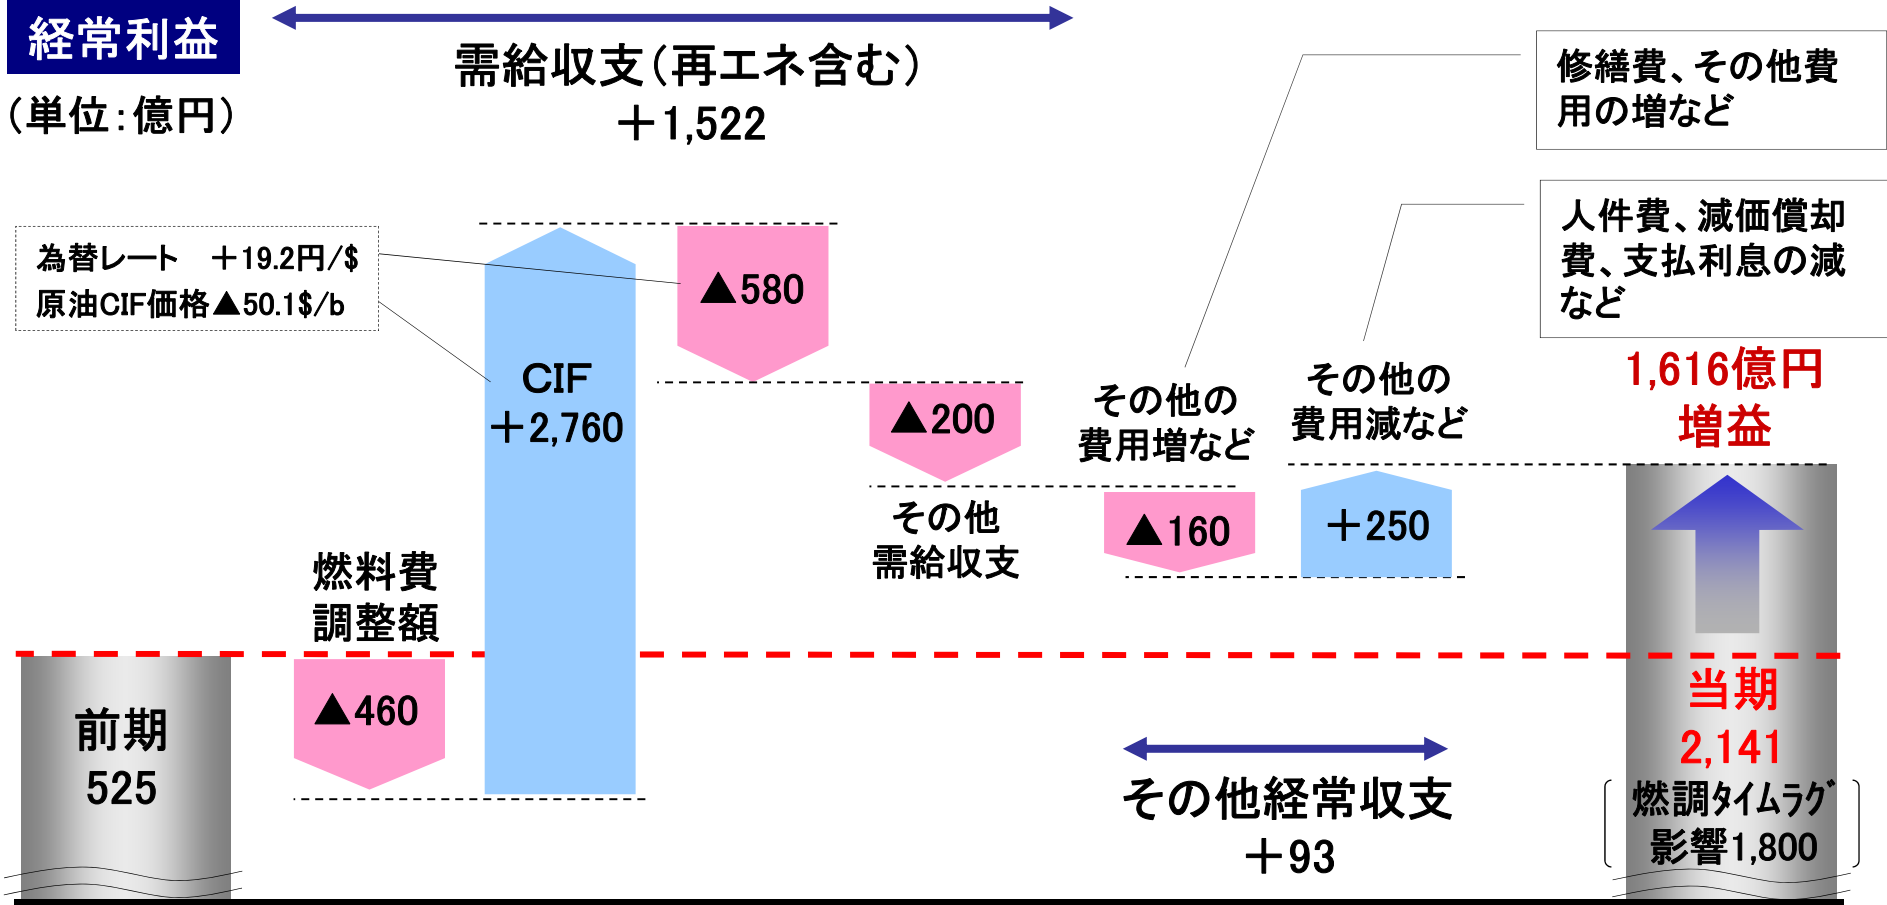 経常利益
(単位:億円)
需給収支(再エネ含む)
＋1,522
修繕費、その他費
用の増など
人件費、減価償却
費、支払利息の減
など
為替レート ＋19.2円/$
原油CIF価格▲50.1$/b
▲580
CIF
＋2,760
▲200
その他
需給収支
その他の
費用増など
▲160
その他の
費用減など
＋250
1,616億円
増益
燃料費
調整額
▲460
前期
525
その他経常収支
＋93
当期
2,141
燃調タイムラグ
影響1,800